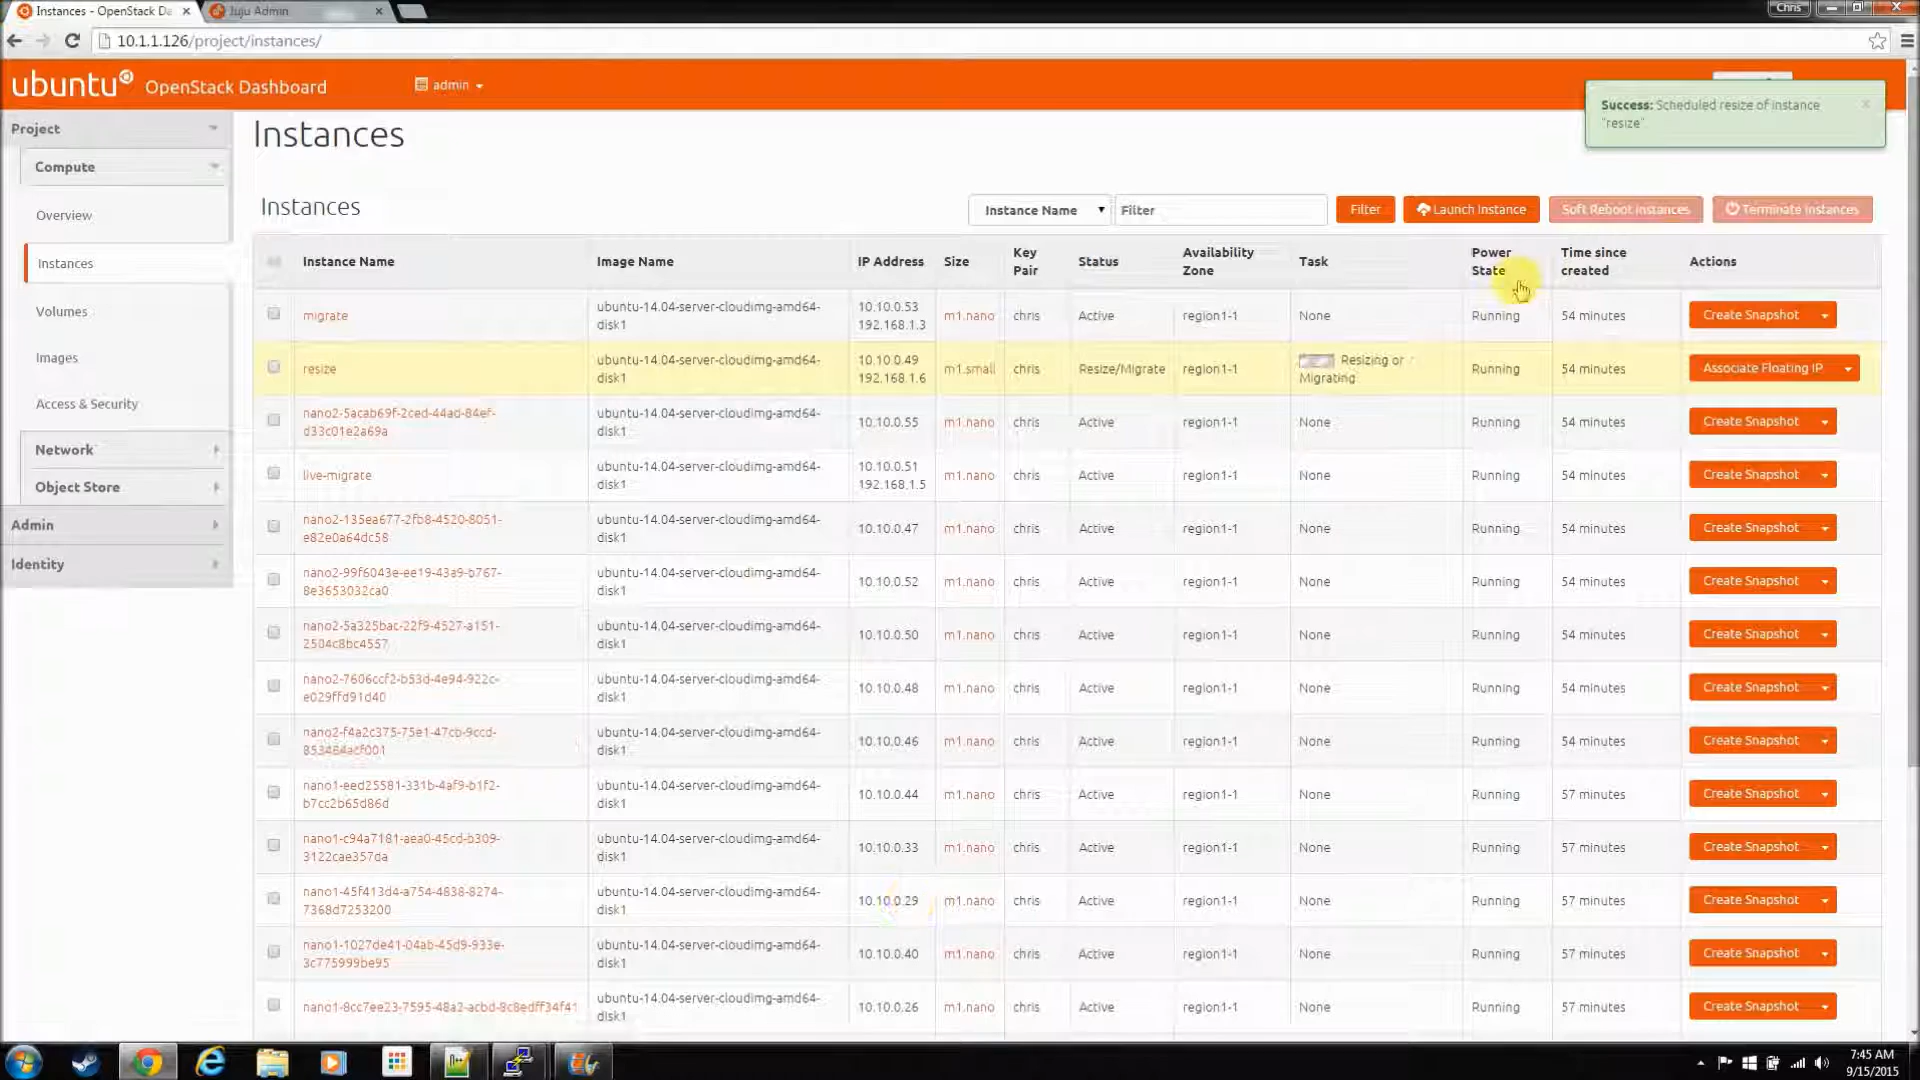 Instances - OpenStack Da
Juju Admin
Chris
10.1.1.126/project/instances/
ubuntu OpenStack Dashboard
admin
Success: Scheduled resize of instance
"resize"
Project
Compute
Overview
Instances
Volumes
Images
Access & Security
Network
Object Store
Admin
Identity
Instances
Instances
Instance Name
Filter
Filter
Launch Instance
Soft Reboot Instances
Terminate Instances
Instance Name Image Name IP Address Size Key Pair Status Availability Zone Task Power State Time since created Actions
migrate ubuntu-14.04-server-cloudimg-amd64-disk1 10.10.0.53 192.168.1.3 m1.nano chris Active region1-1 None Running 54 minutes Create Snapshot
resize ubuntu-14.04-server-cloudimg-amd64-disk1 10.10.0.49 192.168.1.6 m1.small chris Resize/Migrate region1-1 Resizing or Migrating Running 54 minutes Associate Floating IP
nano2-5acab69f-2ced-44ad-84ef-d33c01e2a69a ubuntu-14.04-server-cloudimg-amd64-disk1 10.10.0.55 m1.nano chris Active region1-1 None Running 54 minutes Create Snapshot
live-migrate ubuntu-14.04-server-cloudimg-amd64-disk1 10.10.0.51 192.168.1.5 m1.nano chris Active region1-1 None Running 54 minutes Create Snapshot
nano2-135ea677-2fb8-4520-8051-e82e0a64dc58 ubuntu-14.04-server-cloudimg-amd64-disk1 10.10.0.47 m1.nano chris Active region1-1 None Running 54 minutes Create Snapshot
nano2-99f6043e-ee19-43a9-b767-8e3653032ca0 ubuntu-14.04-server-cloudimg-amd64-disk1 10.10.0.52 m1.nano chris Active region1-1 None Running 54 minutes Create Snapshot
nano2-5a325bac-22f9-4527-a151-2504c8bc4557 ubuntu-14.04-server-cloudimg-amd64-disk1 10.10.0.50 m1.nano chris Active region1-1 None Running 54 minutes Create Snapshot
nano2-7606ccf2-b53d-4e94-922c-e029ffd91d40 ubuntu-14.04-server-cloudimg-amd64-disk1 10.10.0.48 m1.nano chris Active region1-1 None Running 54 minutes Create Snapshot
nano2-f4a2c375-75e1-47cb-9ccd-853464acf001 ubuntu-14.04-server-cloudimg-amd64-disk1 10.10.0.46 m1.nano chris Active region1-1 None Running 54 minutes Create Snapshot
nano1-eed25581-331b-4af9-b1f2-b7cc2b65d86d ubuntu-14.04-server-cloudimg-amd64-disk1 10.10.0.44 m1.nano chris Active region1-1 None Running 57 minutes Create Snapshot
nano1-c94a7181-aea0-45cd-b309-3122cae357da ubuntu-14.04-server-cloudimg-amd64-disk1 10.10.0.33 m1.nano chris Active region1-1 None Running 57 minutes Create Snapshot
nano1-45f413d4-a754-4838-8274-7368d7253200 ubuntu-14.04-server-cloudimg-amd64-disk1 10.10.0.29 m1.nano chris Active region1-1 None Running 57 minutes Create Snapshot
nano1-1027de41-04ab-45d9-933e-3c775999be95 ubuntu-14.04-server-cloudimg-amd64-disk1 10.10.0.40 m1.nano chris Active region1-1 None Running 57 minutes Create Snapshot
nano1-8cc7ee23-7595-48a2-acbd-8c8edff34f41 ubuntu-14.04-server-cloudimg-amd64-disk1 10.10.0.26 m1.nano chris Active region1-1 None Running 57 minutes Create Snapshot
7:45 AM
9/15/2015